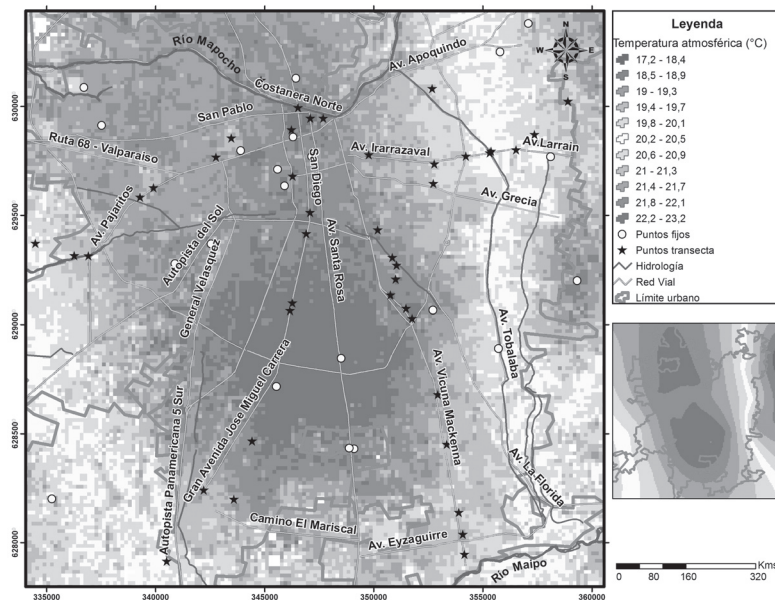 Río Mapocho
Costanera Norte
Av. Apoquindo
San Pablo
Ruta 68 - Valparaiso
San Diego
Av. Irarrazaval
Av.Larrain
Av. Grecia
Av. Pajaritos
Autopista del Sol
General Velasquez
Av. Santa Rosa
Av. Tobalaba
Gran Avenida Jose Miguel Carrera
Av. Vicuna Mackenna
Autopista Panamericana 5 Sur
Av. La Florida
Camino El Mariscal
Av. Eyzaguirre
Río Maipo
N
W
E
S
630000
629500
629000
628500
628000
335000
340000
345000
350000
355000
360000
Leyenda
Temperatura atmosférica (°C)
17,2 - 18,4
18,5 - 18,9
19 - 19,3
19,4 - 19,7
19,8 - 20,1
20,2 - 20,5
20,6 - 20,9
21 - 21,3
21,4 - 21,7
21,8 - 22,1
22,2 - 23,2
Puntos fijos
Puntos transecta
Hidrología
Red Vial
Límite urbano
Kms
0 80 160 320